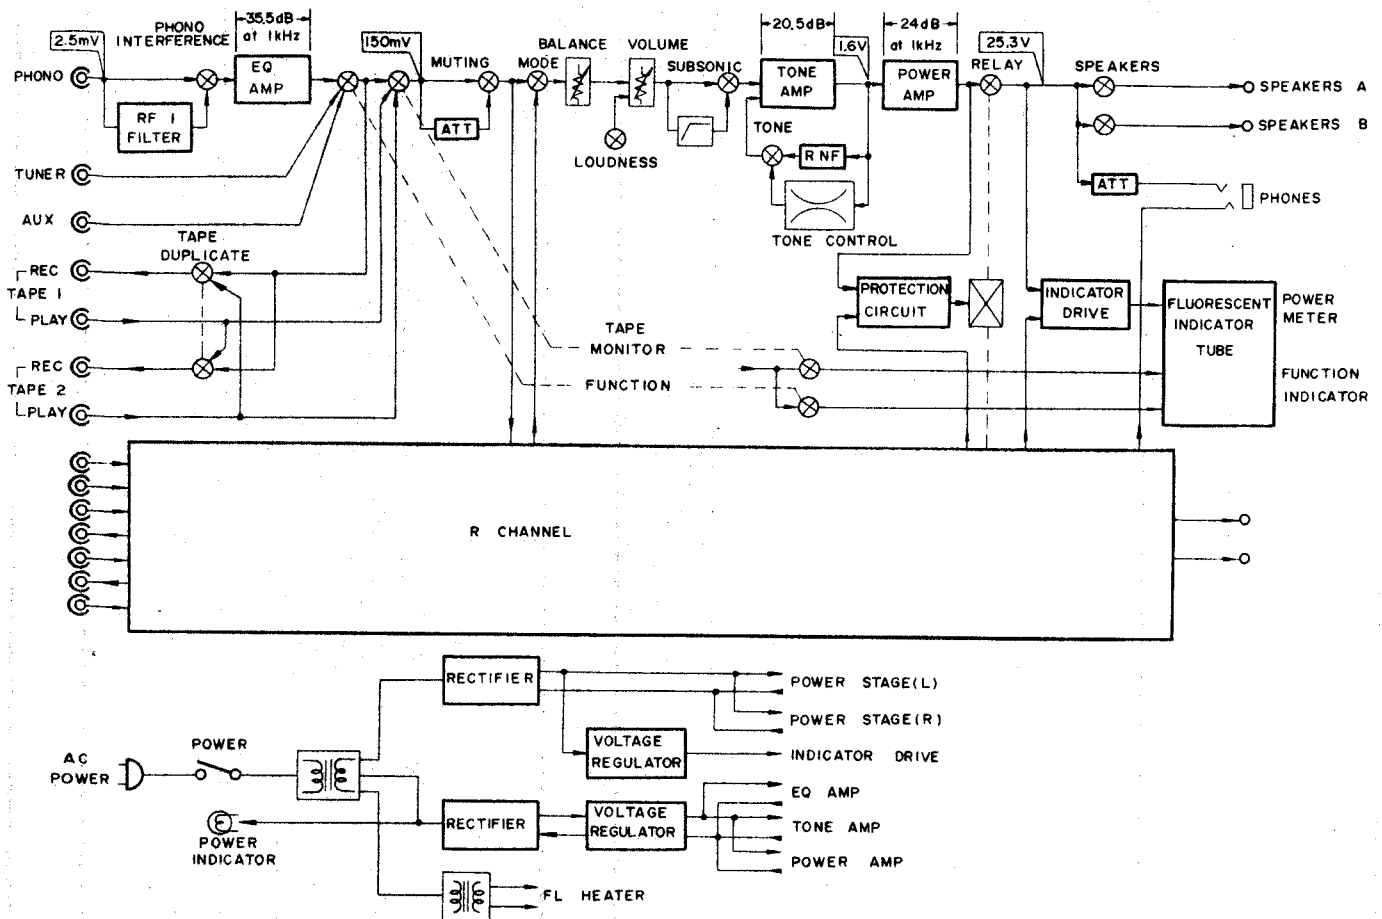 PHONO
INTERFERENCE
35.5dB
at 1kHz
20.5dB
24dB
at 1kHz
2.5mV
150mV
1.6V
25.3V
PHONO
EQ
AMP
MUTING
MODE
BALANCE
VOLUME
SUBSONIC
TONE
AMP
POWER
AMP
RELAY
SPEAKERS
SPEAKERS A
SPEAKERS B
RF I
FILTER
ATT
LOUDNESS
TONE
R NF
TONE CONTROL
ATT
PHONES
TUNER
AUX
TAPE
DUPLICATE
REC
TAPE 1
PLAY
REC
TAPE 2
PLAY
TAPE
MONITOR
FUNCTION
PROTECTION
CIRCUIT
INDICATOR
DRIVE
FLUORESCENT
INDICATOR
TUBE
POWER
METER
FUNCTION
INDICATOR
R CHANNEL
RECTIFIER
POWER STAGE(L)
POWER STAGE(R)
VOLTAGE
REGULATOR
INDICATOR DRIVE
AC
POWER
POWER
EQ AMP
RECTIFIER
VOLTAGE
REGULATOR
TONE AMP
POWER
INDICATOR
POWER AMP
FL HEATER